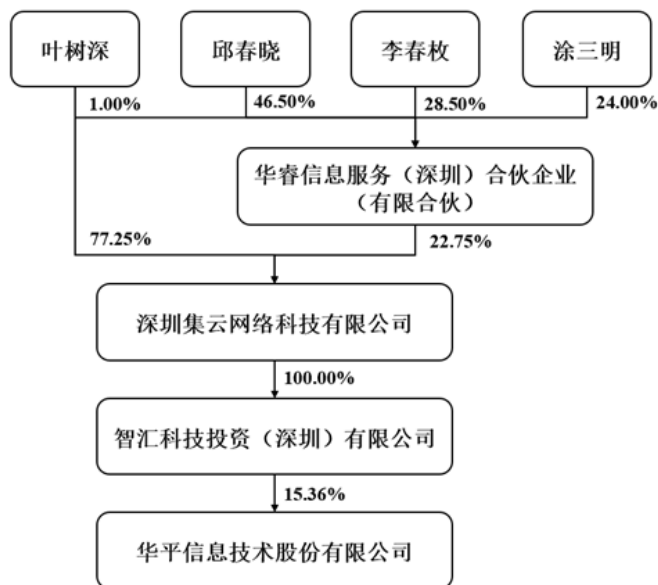 叶树深
邱春晓
李春枚
涂三明
1.00%
46.50%
28.50%
24.00%
华睿信息服务（深圳）合伙企业
（有限合伙）
77.25%
22.75%
深圳集云网络科技有限公司
100.00%
智汇科技投资（深圳）有限公司
15.36%
华平信息技术股份有限公司